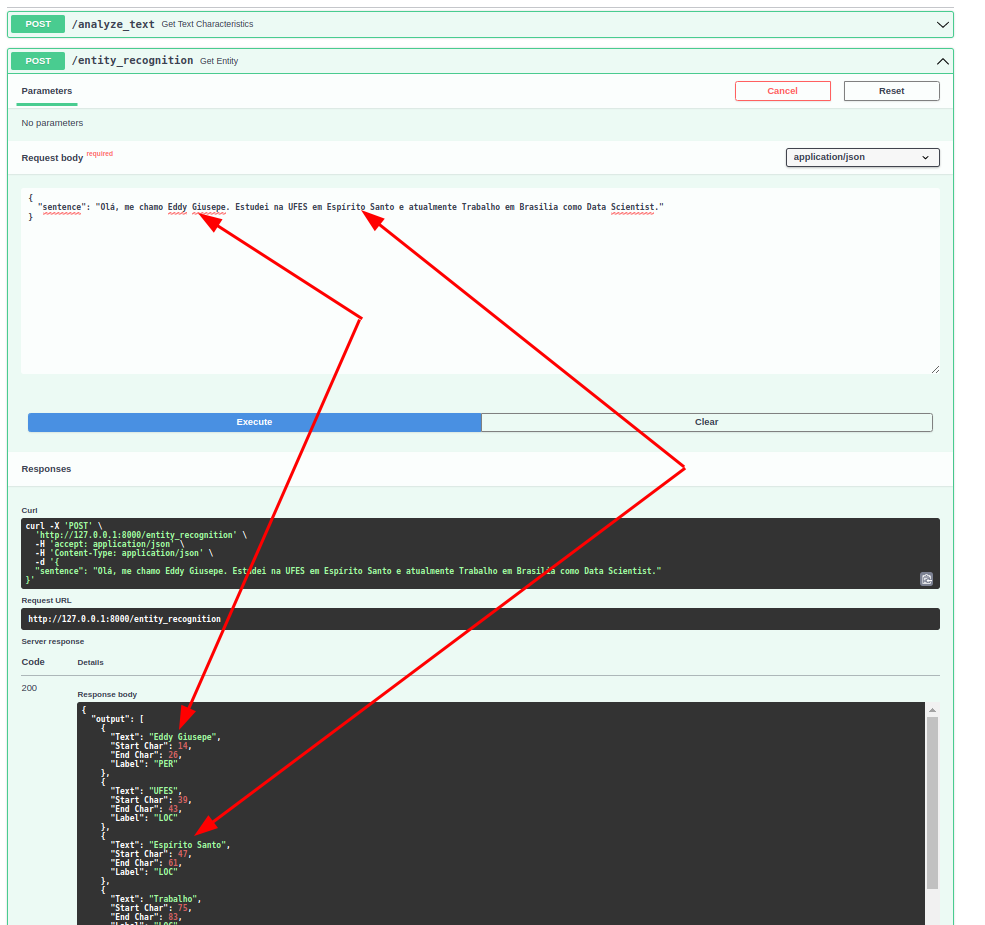 POST /analyze_text Get Text Characteristics
POST /entity_recognition Get Entity
Parameters
Cancel
Reset
No parameters
Request body required
application/json
{
  "sentence": "Olá, me chamo Eddy Giusepe. Estudei na UFES em Espírito Santo e atualmente Trabalho em Brasilia como Data Scientist."
}
Execute
Clear
Responses
Curl
curl -X 'POST' \
  'http://127.0.0.1:8000/entity_recognition' \
  -H 'accept: application/json' \
  -H 'Content-Type: application/json' \
  -d '{
  "sentence": "Olá, me chamo Eddy Giusepe. Estudei na UFES em Espírito Santo e atualmente Trabalho em Brasilia como Data Scientist."
}'
Request URL
http://127.0.0.1:8000/entity_recognition
Server response
Code Details
200
Response body
{
  "output": [
    {
      "Text": "Eddy Giusepe",
      "Start Char": 14,
      "End Char": 26,
      "Label": "PER"
    },
    {
      "Text": "UFES",
      "Start Char": 39,
      "End Char": 43,
      "Label": "LOC"
    },
    {
      "Text": "Espírito Santo",
      "Start Char": 47,
      "End Char": 61,
      "Label": "LOC"
    },
    {
      "Text": "Trabalho",
      "Start Char": 75,
      "End Char": 83,
      "Label": "LOC"